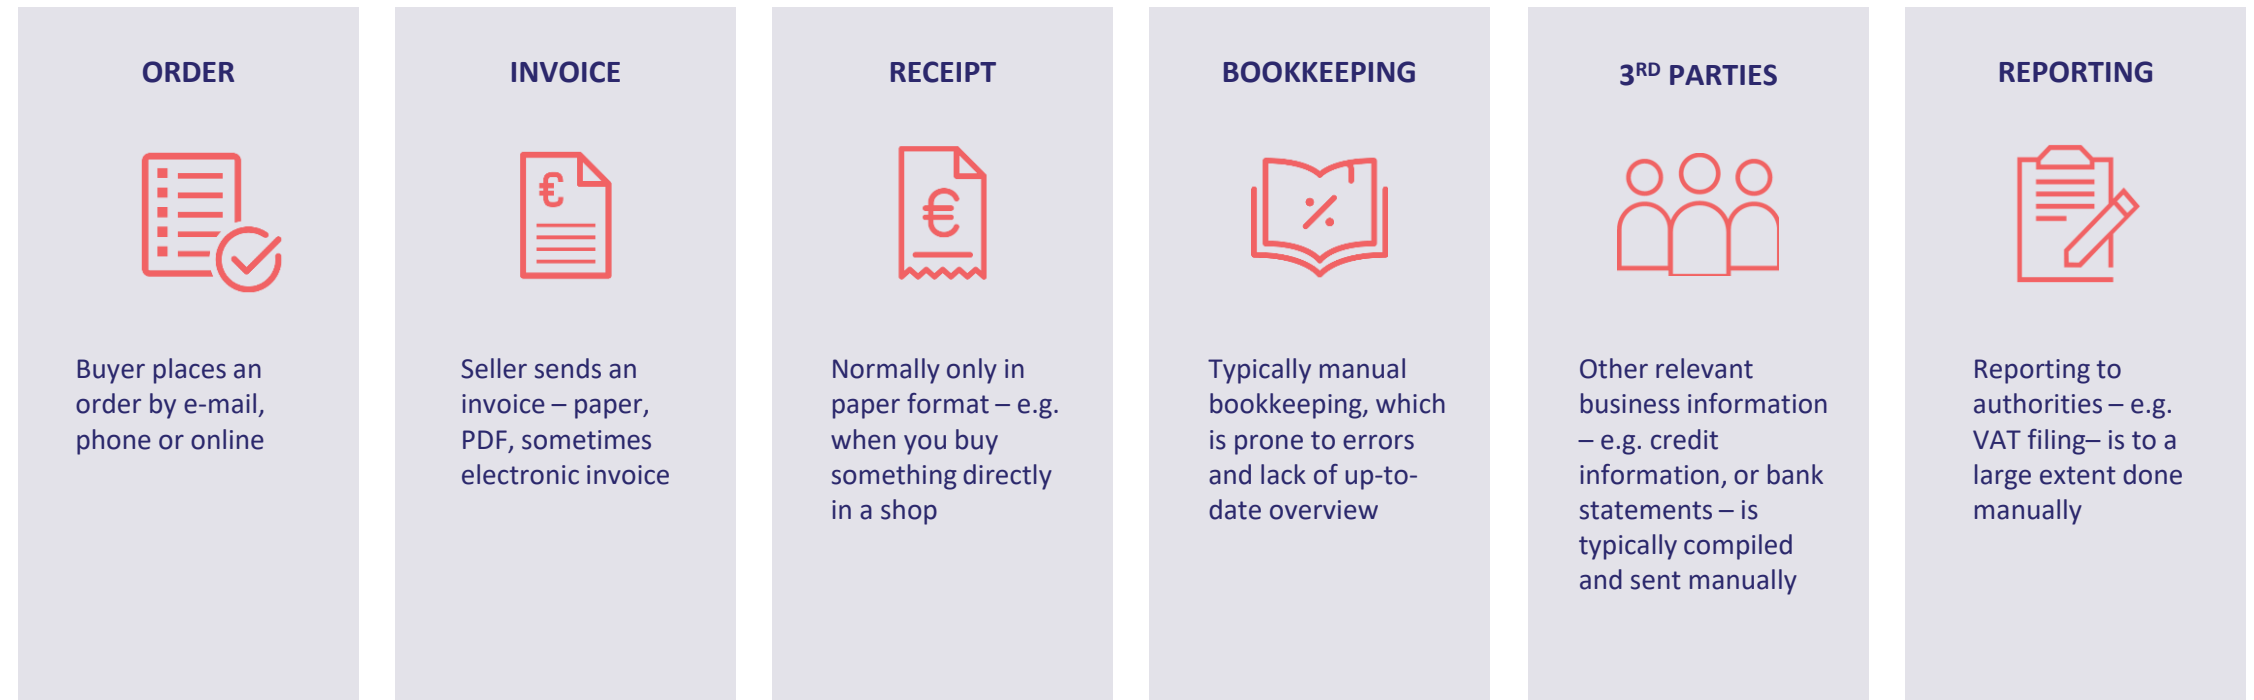 ORDER
Buyer places an
order by e-mail,
phone or online
INVOICE
€
Seller sends an
invoice – paper,
PDF, sometimes
electronic invoice
RECEIPT
€
Normally only in
paper format – e.g.
when you buy
something directly
in a shop
BOOKKEEPING
%
Typically manual
bookkeeping, which
is prone to errors
and lack of up-to-
date overview
3RD PARTIES
Other relevant
business information
– e.g. credit
information, or bank
statements – is
typically compiled
and sent manually
REPORTING
Reporting to
authorities – e.g.
VAT filing– is to a
large extent done
manually